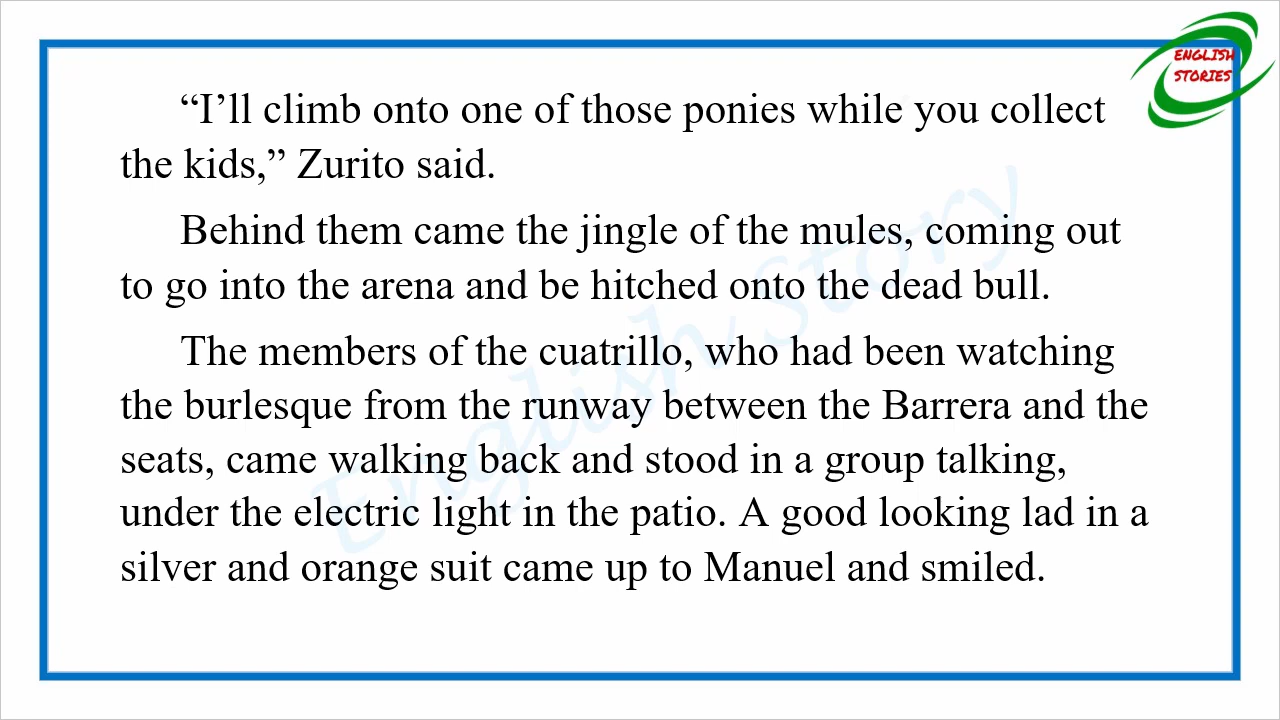 ENGLISH
STORIES
“I’ll climb onto one of those ponies while you collect
the kids,” Zurito said.
Behind them came the jingle of the mules, coming out
to go into the arena and be hitched onto the dead bull.
The members of the cuatrillo, who had been watching
the burlesque from the runway between the Barrera and the
seats, came walking back and stood in a group talking,
under the electric light in the patio. A good looking lad in a
silver and orange suit came up to Manuel and smiled.
English Story